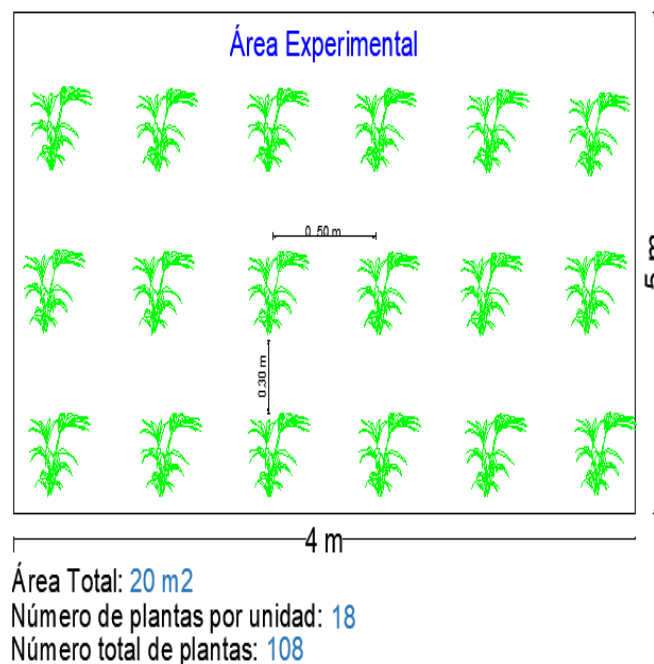 Área Experimental
0.50 m
0.30 m
5 m
4 m
Área Total: 20 m2
Número de plantas por unidad: 18
Número total de plantas: 108